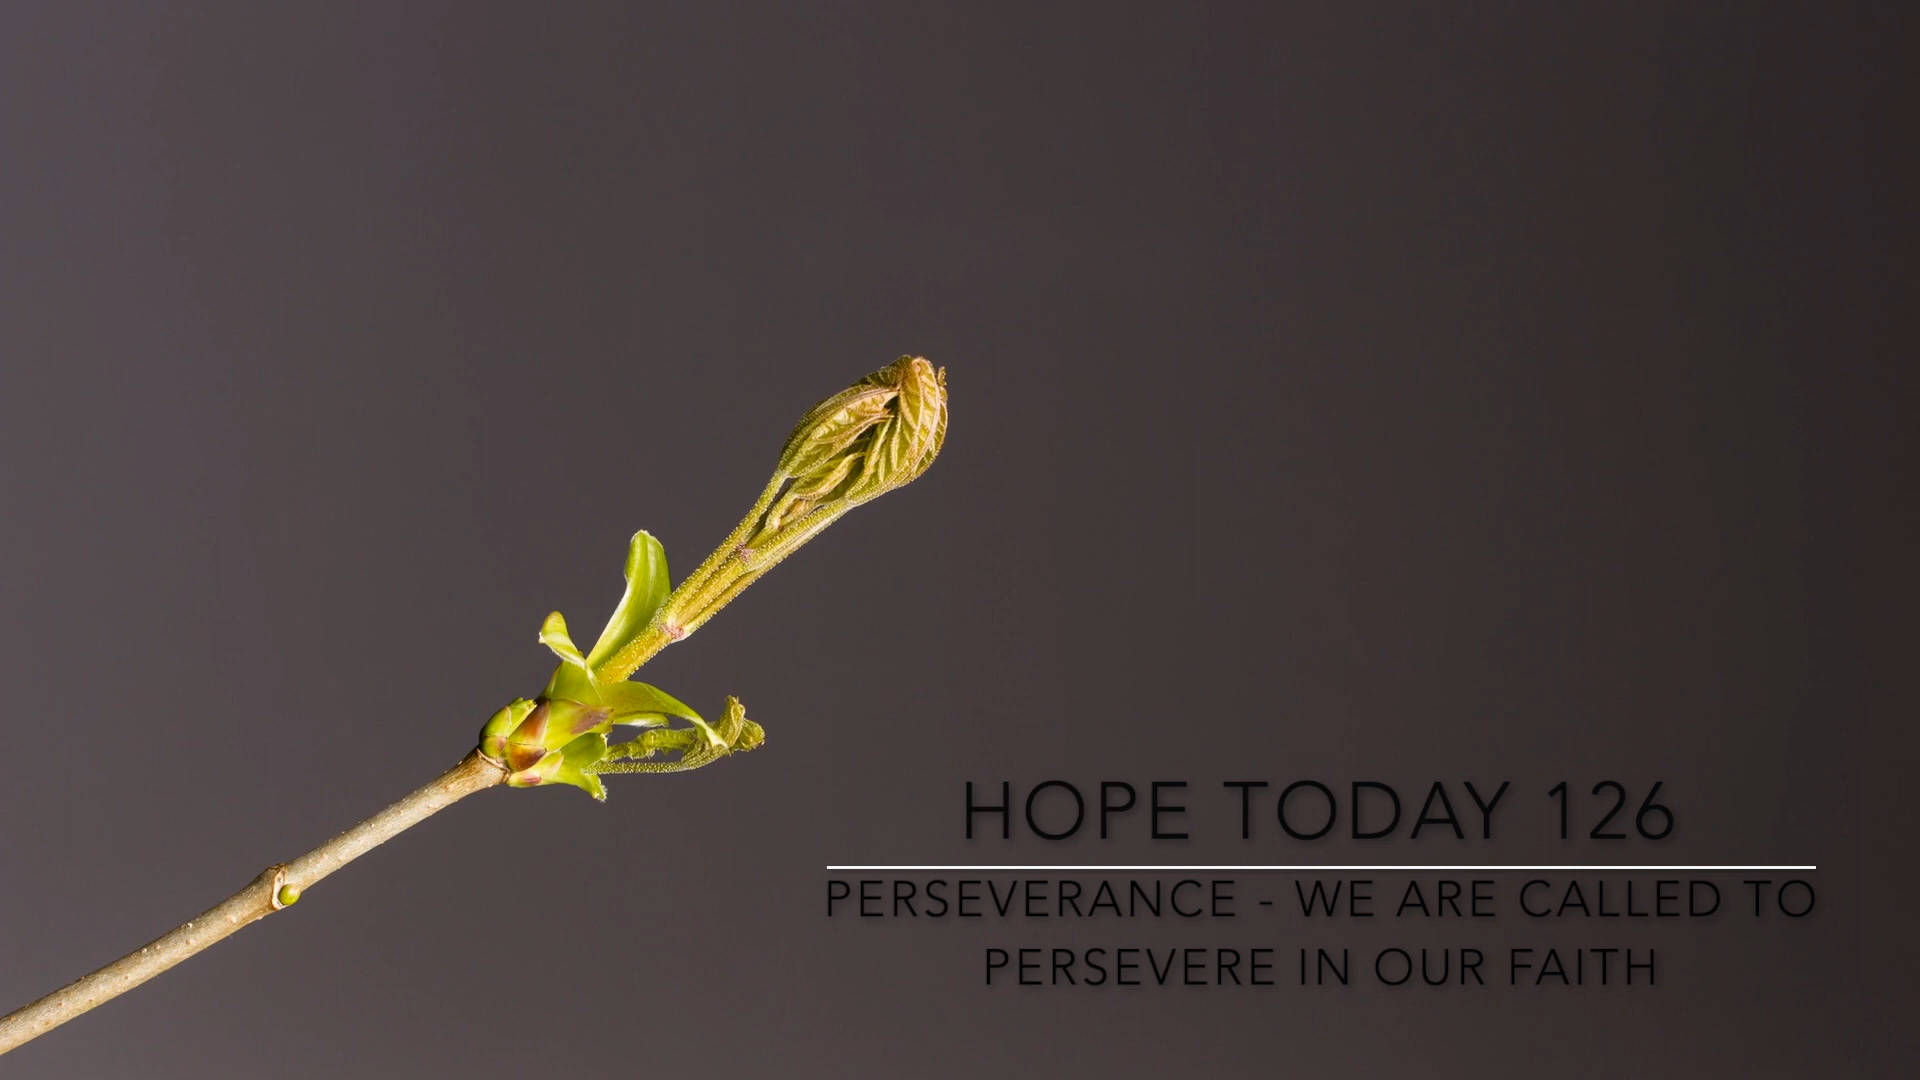 HOPE TODAY 126
PERSEVERANCE - WE ARE CALLED TO
PERSEVERE IN OUR FAITH